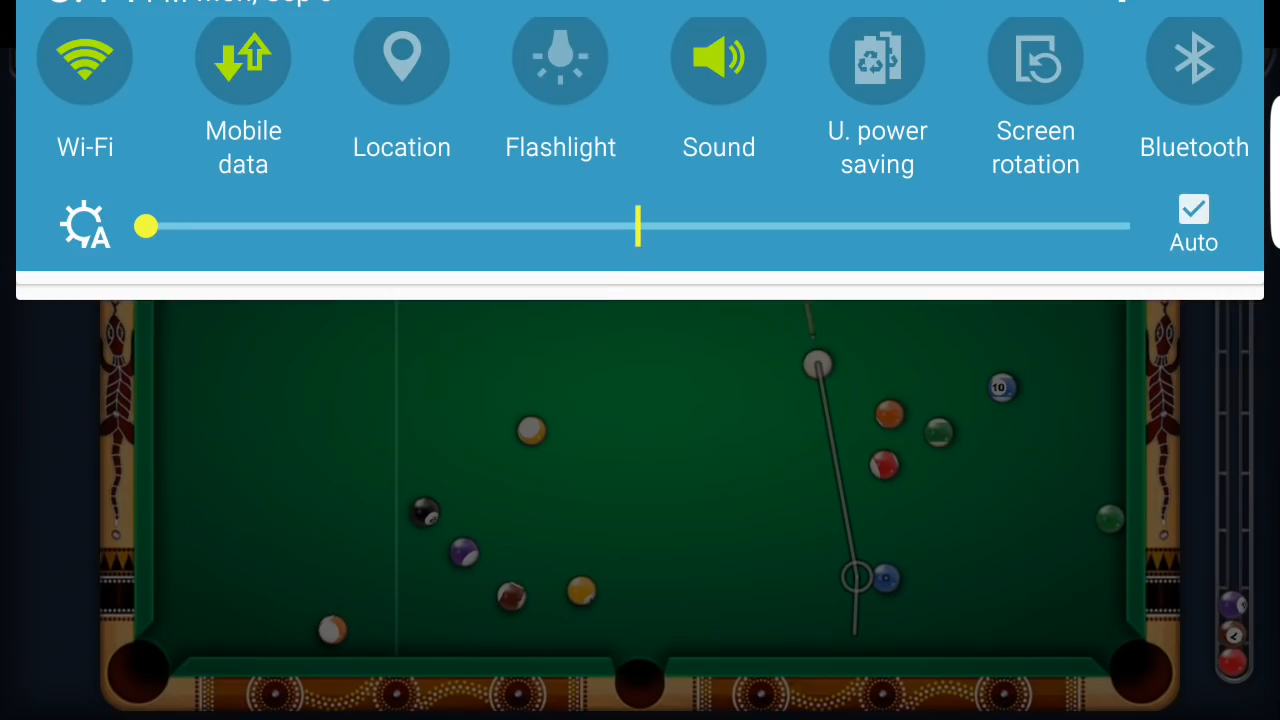 Wi-Fi
Mobile
data
Location
Flashlight
Sound
U. power
saving
Screen
rotation
Bluetooth
A
Auto
10